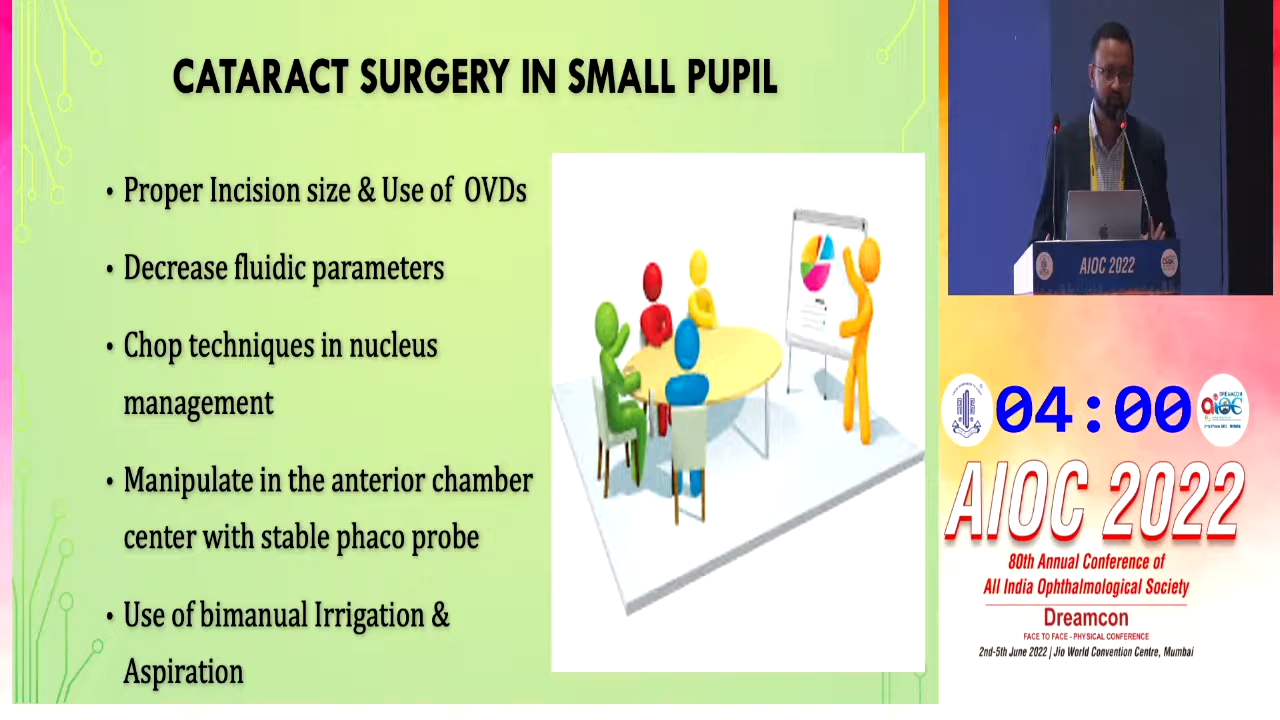 CATARACT SURGERY IN SMALL PUPIL
• Proper Incision size & Use of OVDs
• Decrease fluidic parameters
• Chop techniques in nucleus
management
• Manipulate in the anterior chamber
center with stable phaco probe
• Use of bimanual Irrigation &
Aspiration
AIOC 2022
04:00
AIOC 2022
80th Annual Conference of
All India Ophthalmological Society
Dreamcon
FACE TO FACE - PHYSICAL CONFERENCE
2nd-5th June 2022 | Jio World Convention Centre, Mumbai